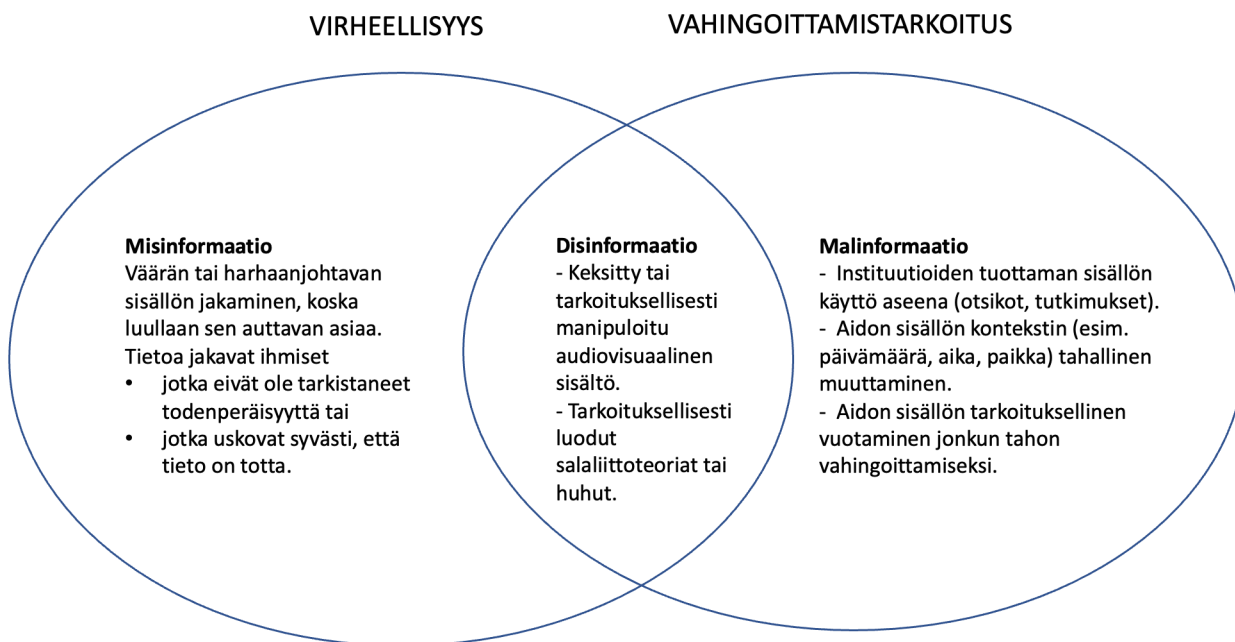 VIRHEELLISYYS
VAHINGOITTAMISTARKOITUS
Misinformaatio
Väärän tai harhaanjohtavan
sisällön jakaminen, koska
luullaan sen auttavan asiaa.
Tietoa jakavat ihmiset
• jotka eivät ole tarkistaneet
todenperäisyyttä tai
• jotka uskovat syvästi, että
tieto on totta.
Disinformaatio
- Keksitty tai
tarkoituksellisesti
manipuloitu
audiovisuaalinen
sisältö.
- Tarkoituksellisesti
luodut
salaliittoteoriat tai
huhut.
Malinformaatio
- Instituutioiden tuottaman sisällön
käyttö aseena (otsikot, tutkimukset).
- Aidon sisällön kontekstin (esim.
päivämäärä, aika, paikka) tahallinen
muuttaminen.
- Aidon sisällön tarkoituksellinen
vuotaminen jonkun tahon
vahingoittamiseksi.